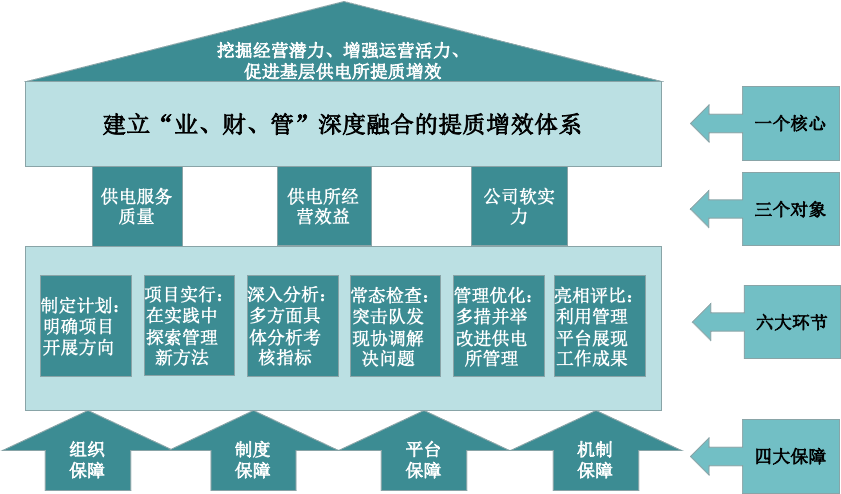 挖掘经营潜力、增强运营活力、
促进基层供电所提质增效
建立“业、财、管”深度融合的提质增效体系
一个核心
供电服务
质量
供电所经
营效益
公司软实
力
三个对象
制定计划：
明确项目
开展方向
项目实行：
在实践中
探索管理
新方法
深入分析：
多方面具
体分析考
核指标
常态检查：
突击队发
现协调解
决问题
管理优化：
多措并举
改进供电
所管理
亮相评比：
利用管理
平台展现
工作成果
六大环节
组织
保障
制度
保障
平台
保障
机制
保障
四大保障